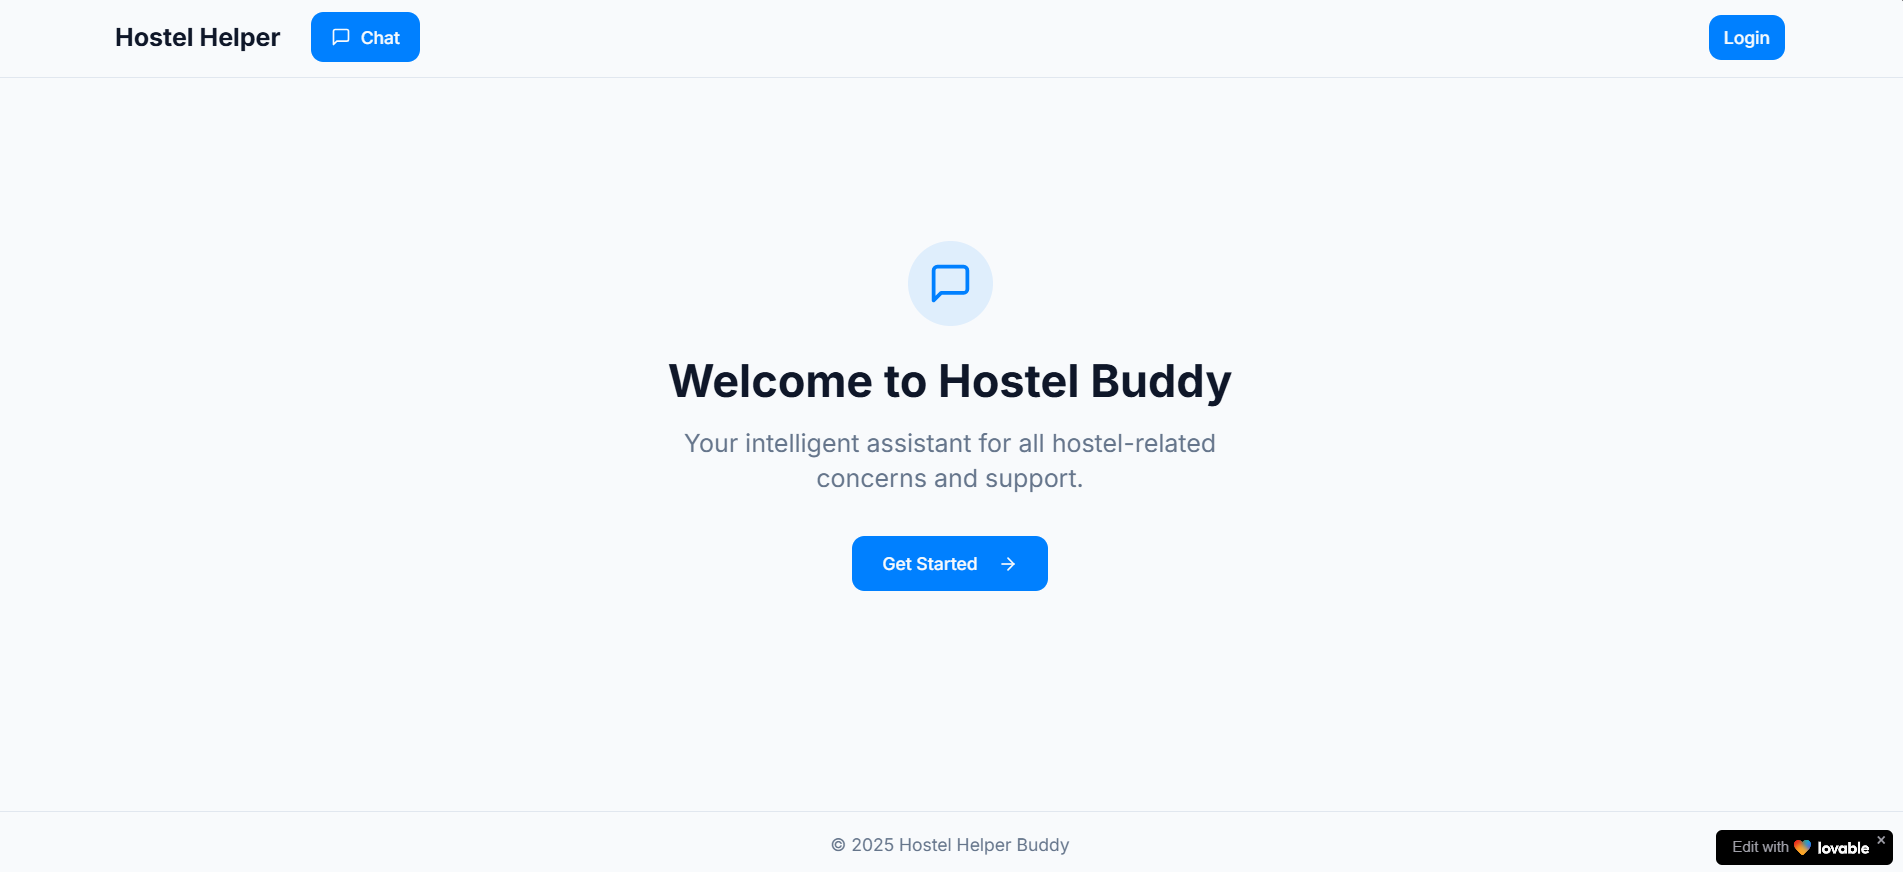 Hostel Helper
Chat
Login
Welcome to Hostel Buddy
Your intelligent assistant for all hostel-related
concerns and support.
Get Started
© 2025 Hostel Helper Buddy
Edit with lovable